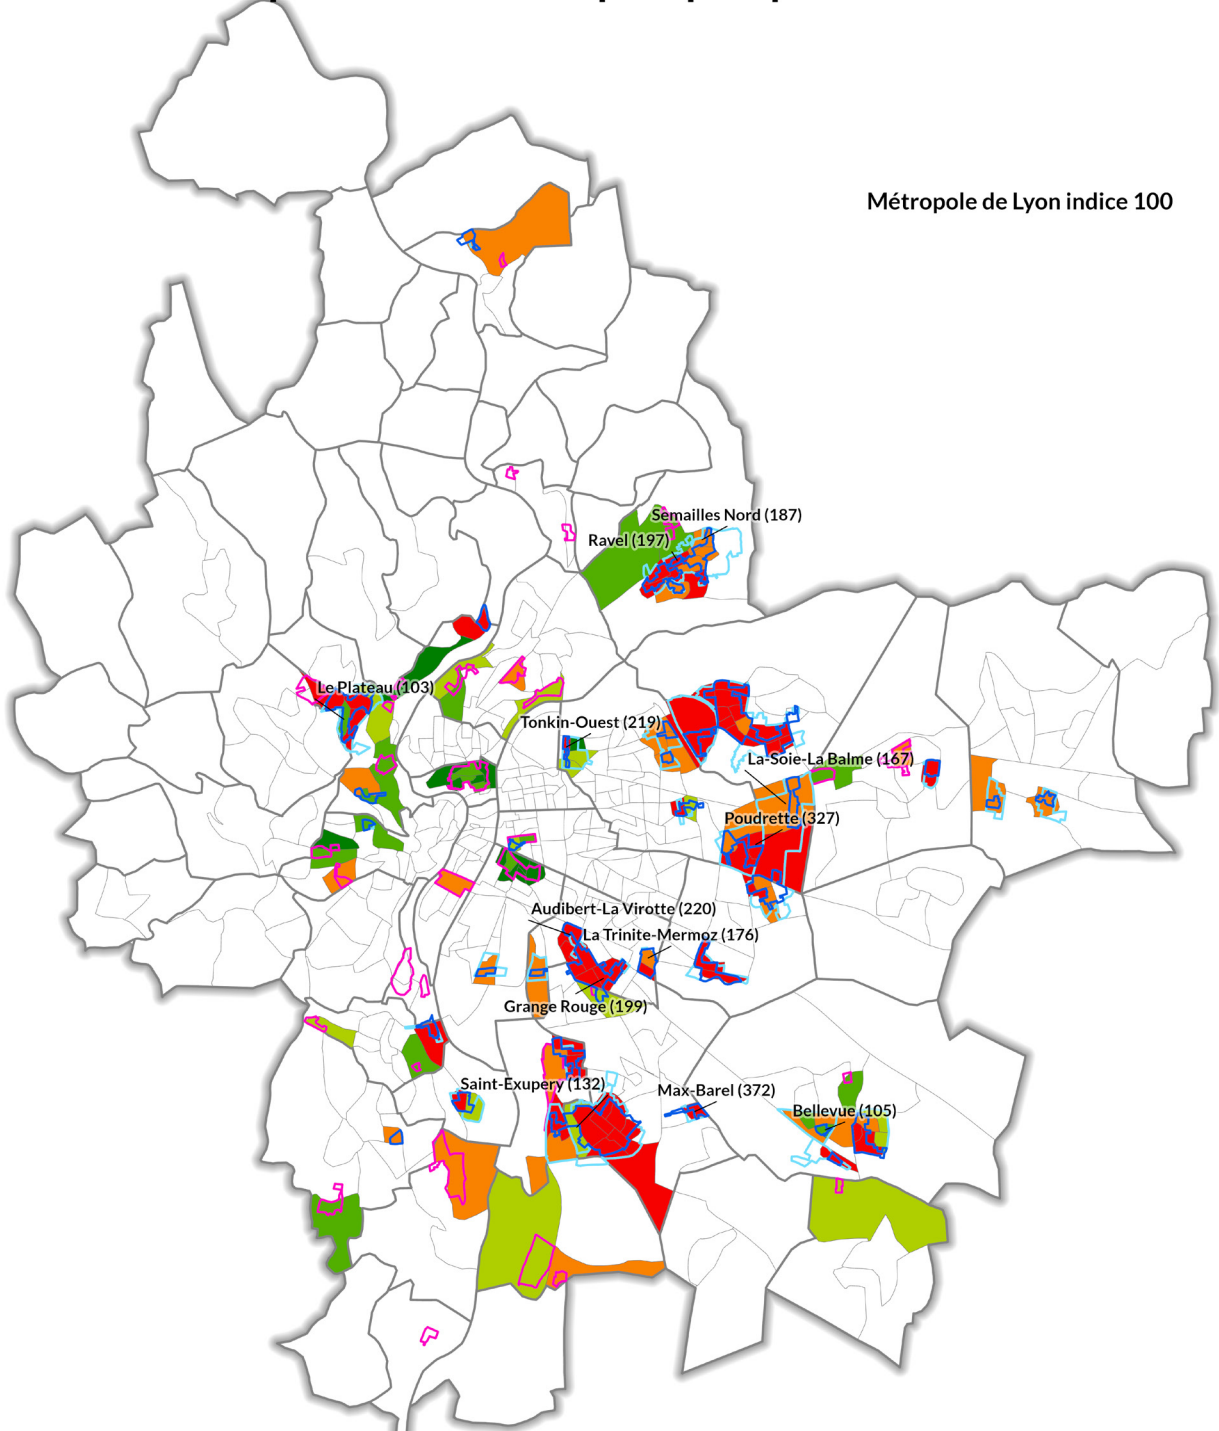 Métropole de Lyon indice 100
Semailles Nord (187)
Ravel (197)
Le Plateau (103)
Tonkin-Ouest (219)
La-Soie-La Balme (167)
Poudrette (327)
Audibert-La Virotte (220)
La Trinite-Mermoz (176)
Grange Rouge (199)
Saint-Exupery (132)
Max-Barel (372)
Bellevue (105)